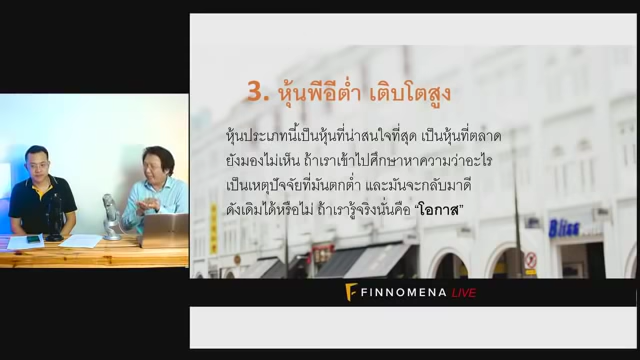 3. หุ้นพีอีต่ำ เติบโตสูง
หุ้นประเภทนี้เป็นหุ้นที่น่าสนใจที่สุด เป็นหุ้นที่ตลาด
ยังมองไม่เห็น ถ้าเราเข้าไปศึกษาหาความว่าอะไร
เป็นเหตุปัจจัยที่มันตกต่ำ และมันจะกลับมาดี
ดังเดิมได้หรือไม่ ถ้าเรารู้จริงนั่นคือ “โอกาส”
Bliss
FINNOMENA LIVE